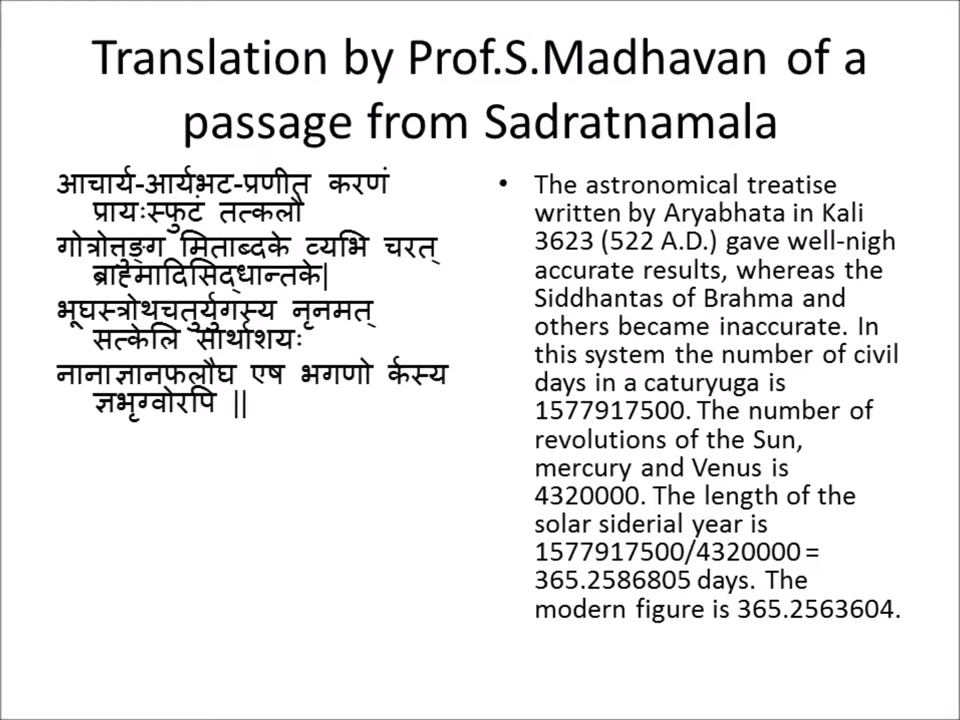 Translation by Prof.S.Madhavan of a
passage from Sadratnamala
आचार्य-आर्यभट-प्रणीत करणं
प्रायःस्फुटं तत्कलौ
गोत्रोत्तुङ्ग मिताब्दके व्यभि चरत्
ब्राह्मादिसिद्धान्तके|
भूघस्त्रोथचतुर्युगस्य नृनमत्
सत्केलि सार्थाशयः
नानाज्ञानफलौघ एष भगणो र्कस्य
ज्ञभृग्वोरपि ||
• The astronomical treatise
written by Aryabhata in Kali
3623 (522 A.D.) gave well-nigh
accurate results, whereas the
Siddhantas of Brahma and
others became inaccurate. In
this system the number of civil
days in a caturyuga is
1577917500. The number of
revolutions of the Sun,
mercury and Venus is
4320000. The length of the
solar siderial year is
1577917500/4320000 =
365.2586805 days. The
modern figure is 365.2563604.